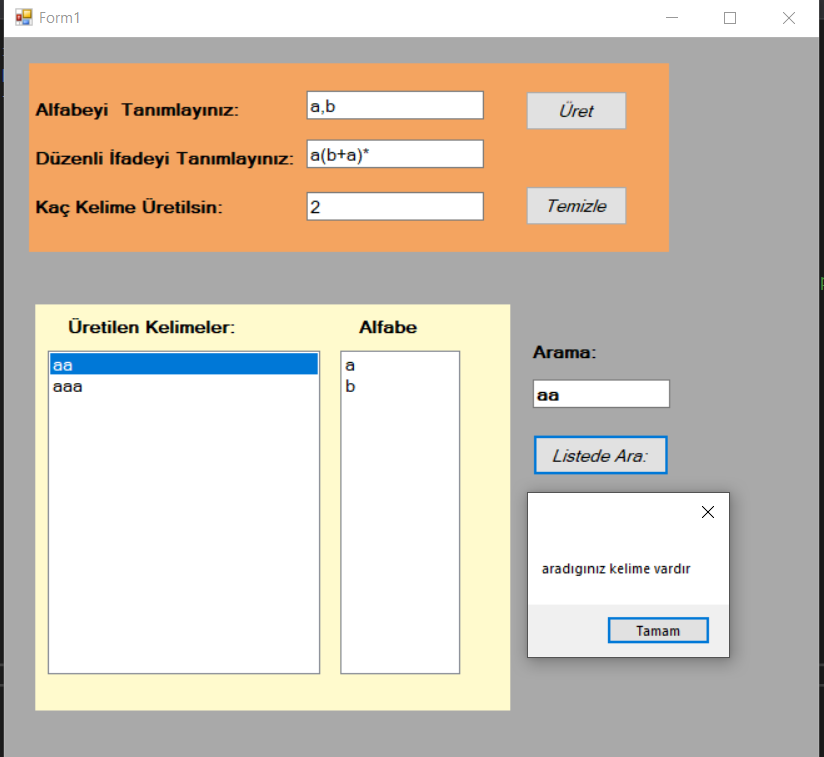 Form1
Alfabeyi Tanımlayınız:
a,b
Üret
Düzenli İfadeyi Tanımlayınız:
a(b+a)*
Kaç Kelime Üretilsin:
2
Temizle
Üretilen Kelimeler:
Alfabe
aa
aaa
a
b
Arama:
aa
Listede Ara:
aradıgınız kelime vardır
Tamam